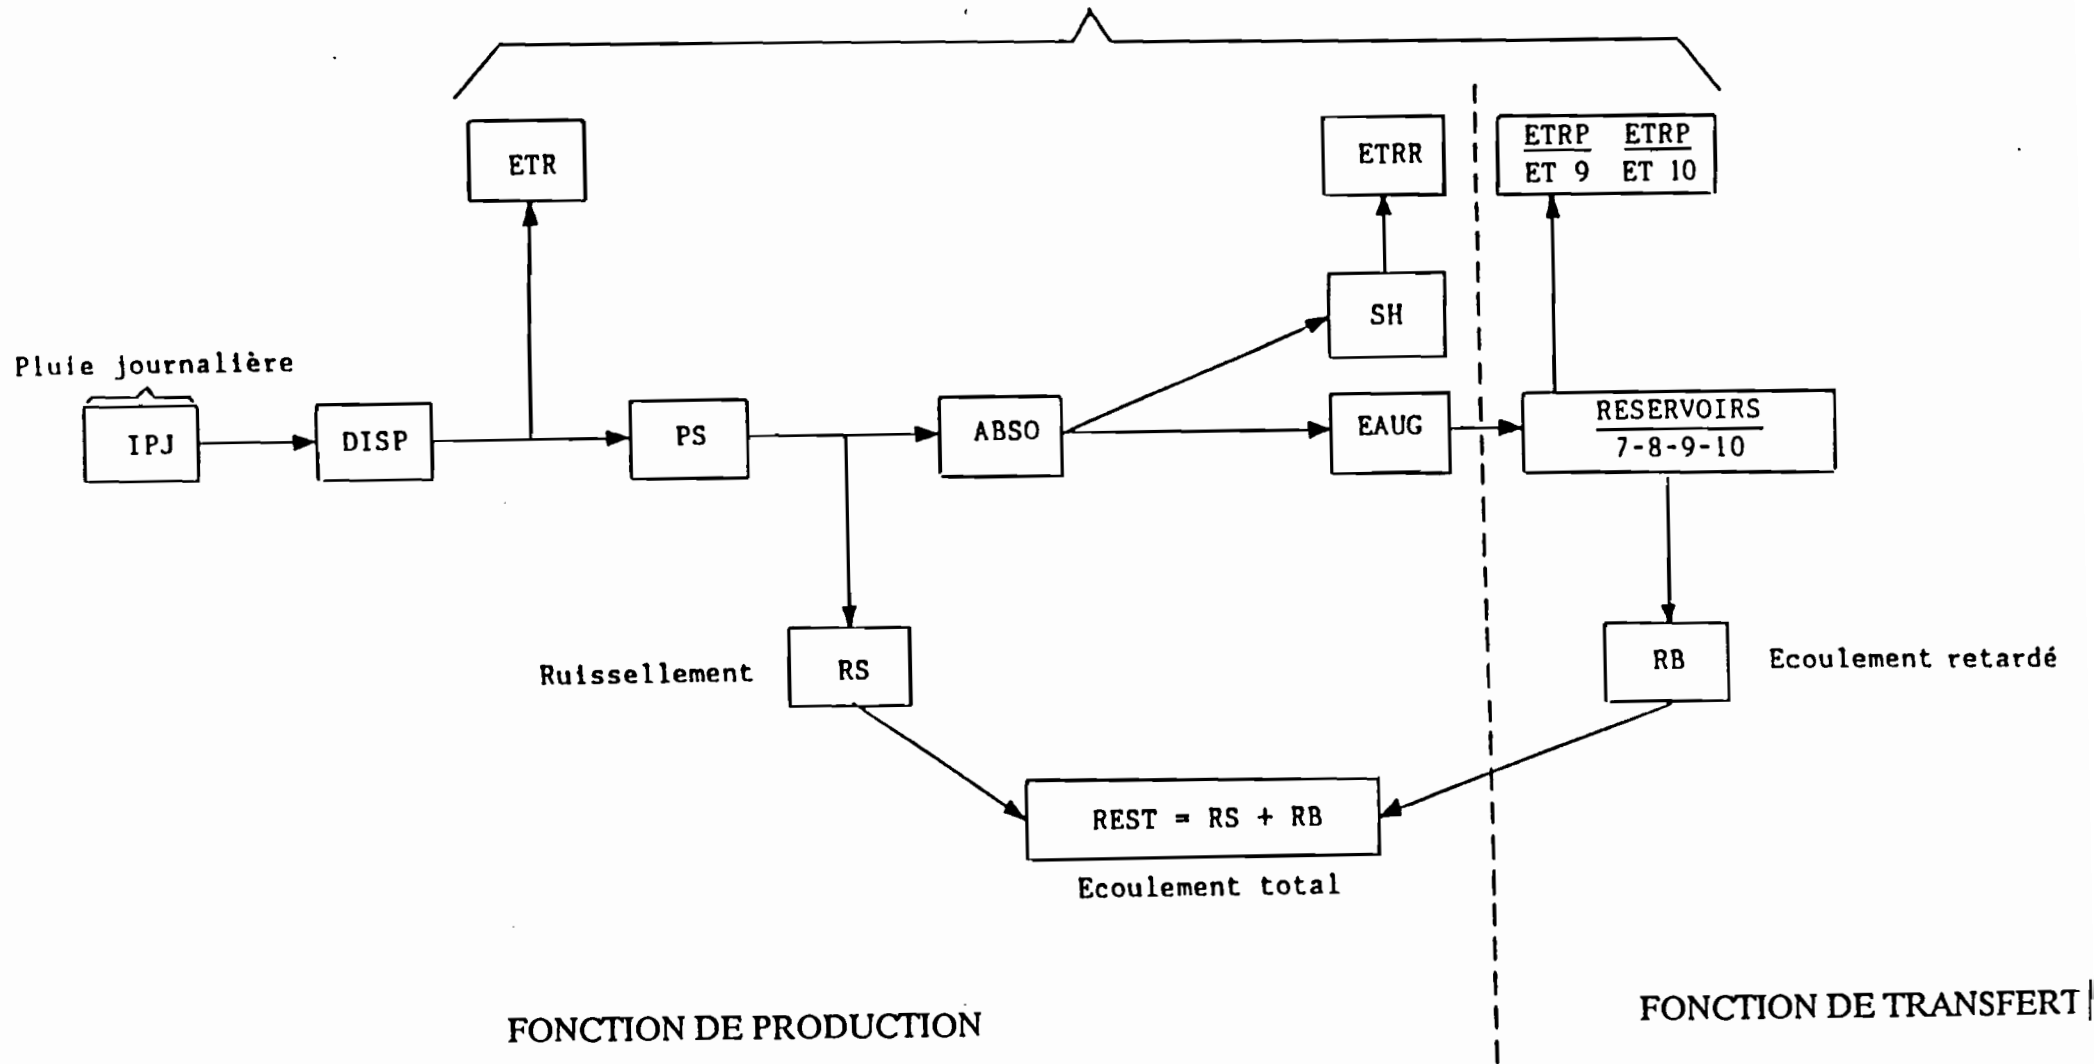 ETR
ETRR
ETRP ETRP
ET 9 ET 10
SH
Pluie journalière
IPJ
DISP
PS
ABSO
EAUG
RESERVOIRS
7-8-9-10
Ruissellement
RS
RB
Ecoulement retardé
REST = RS + RB
Ecoulement total
FONCTION DE PRODUCTION
FONCTION DE TRANSFERT